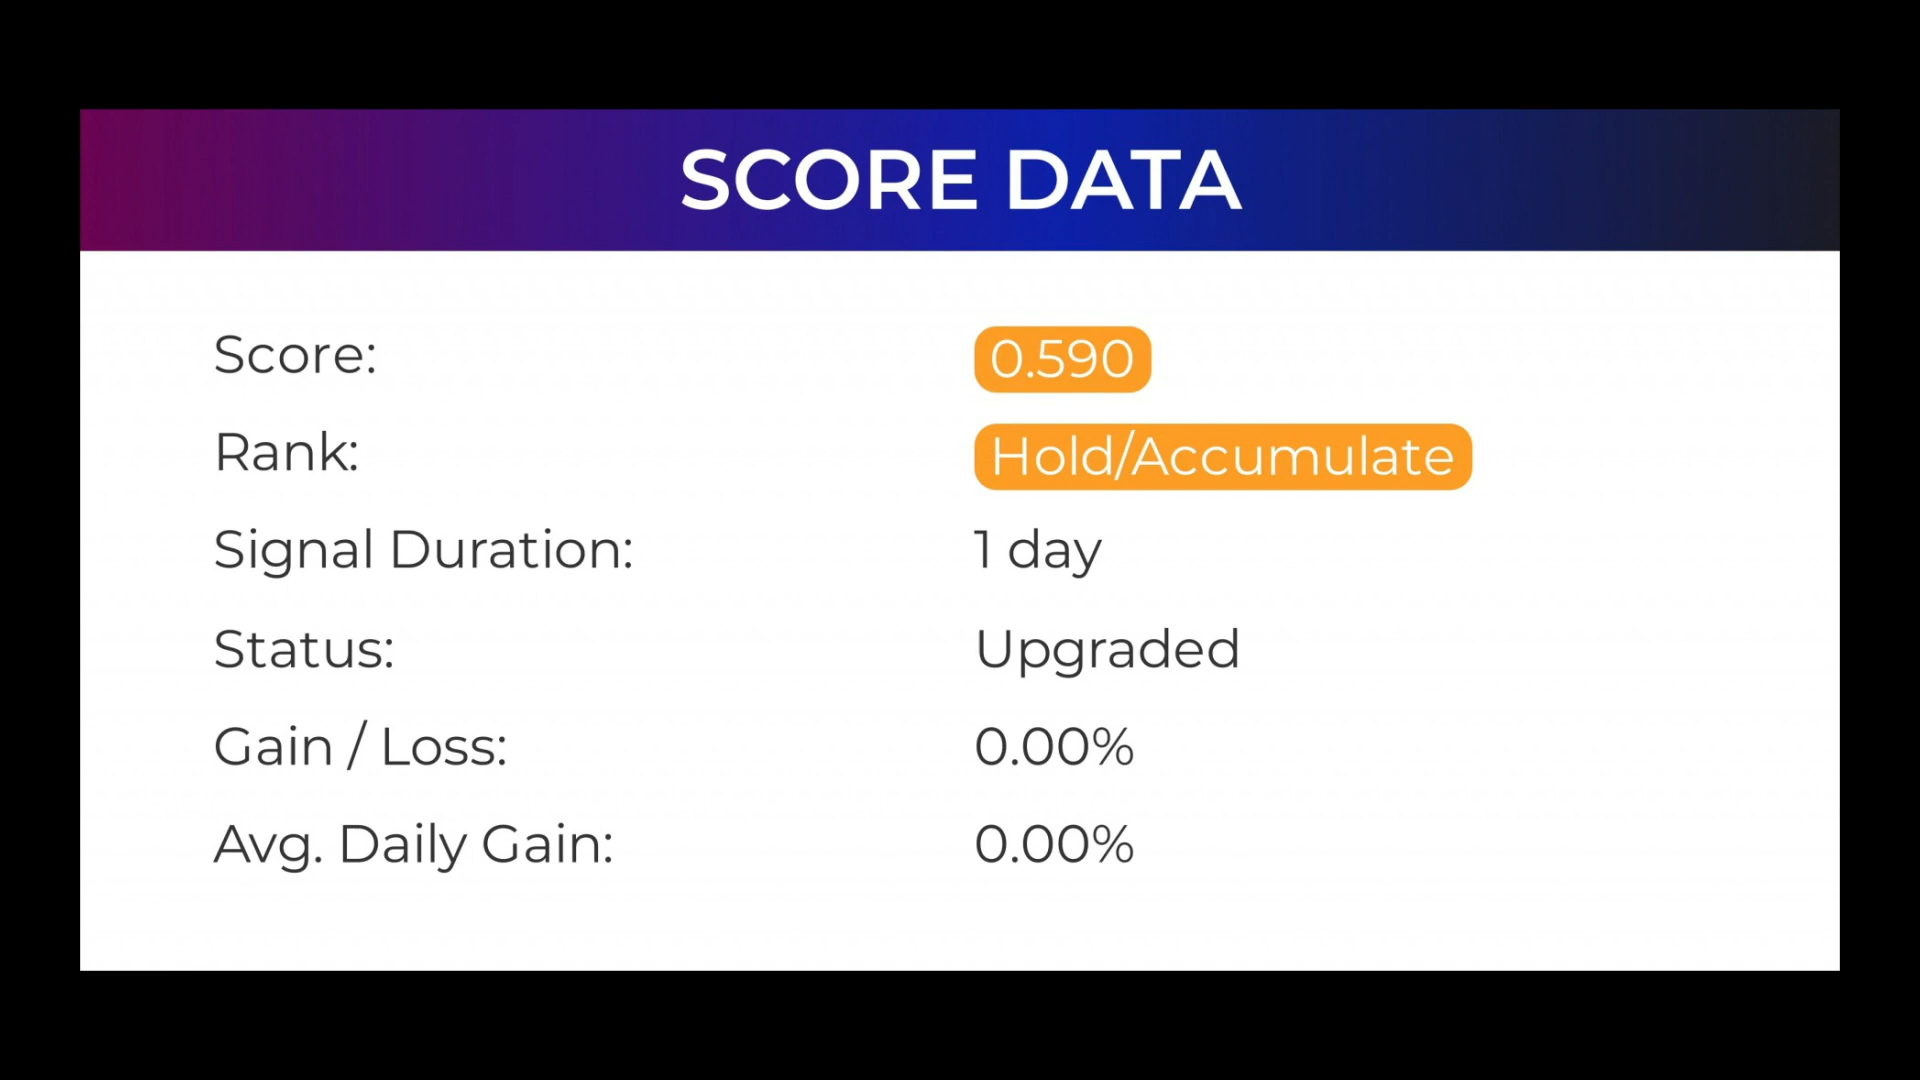 SCORE DATA
Score: 0.590
Rank: Hold/Accumulate
Signal Duration: 1 day
Status: Upgraded
Gain / Loss: 0.00%
Avg. Daily Gain: 0.00%